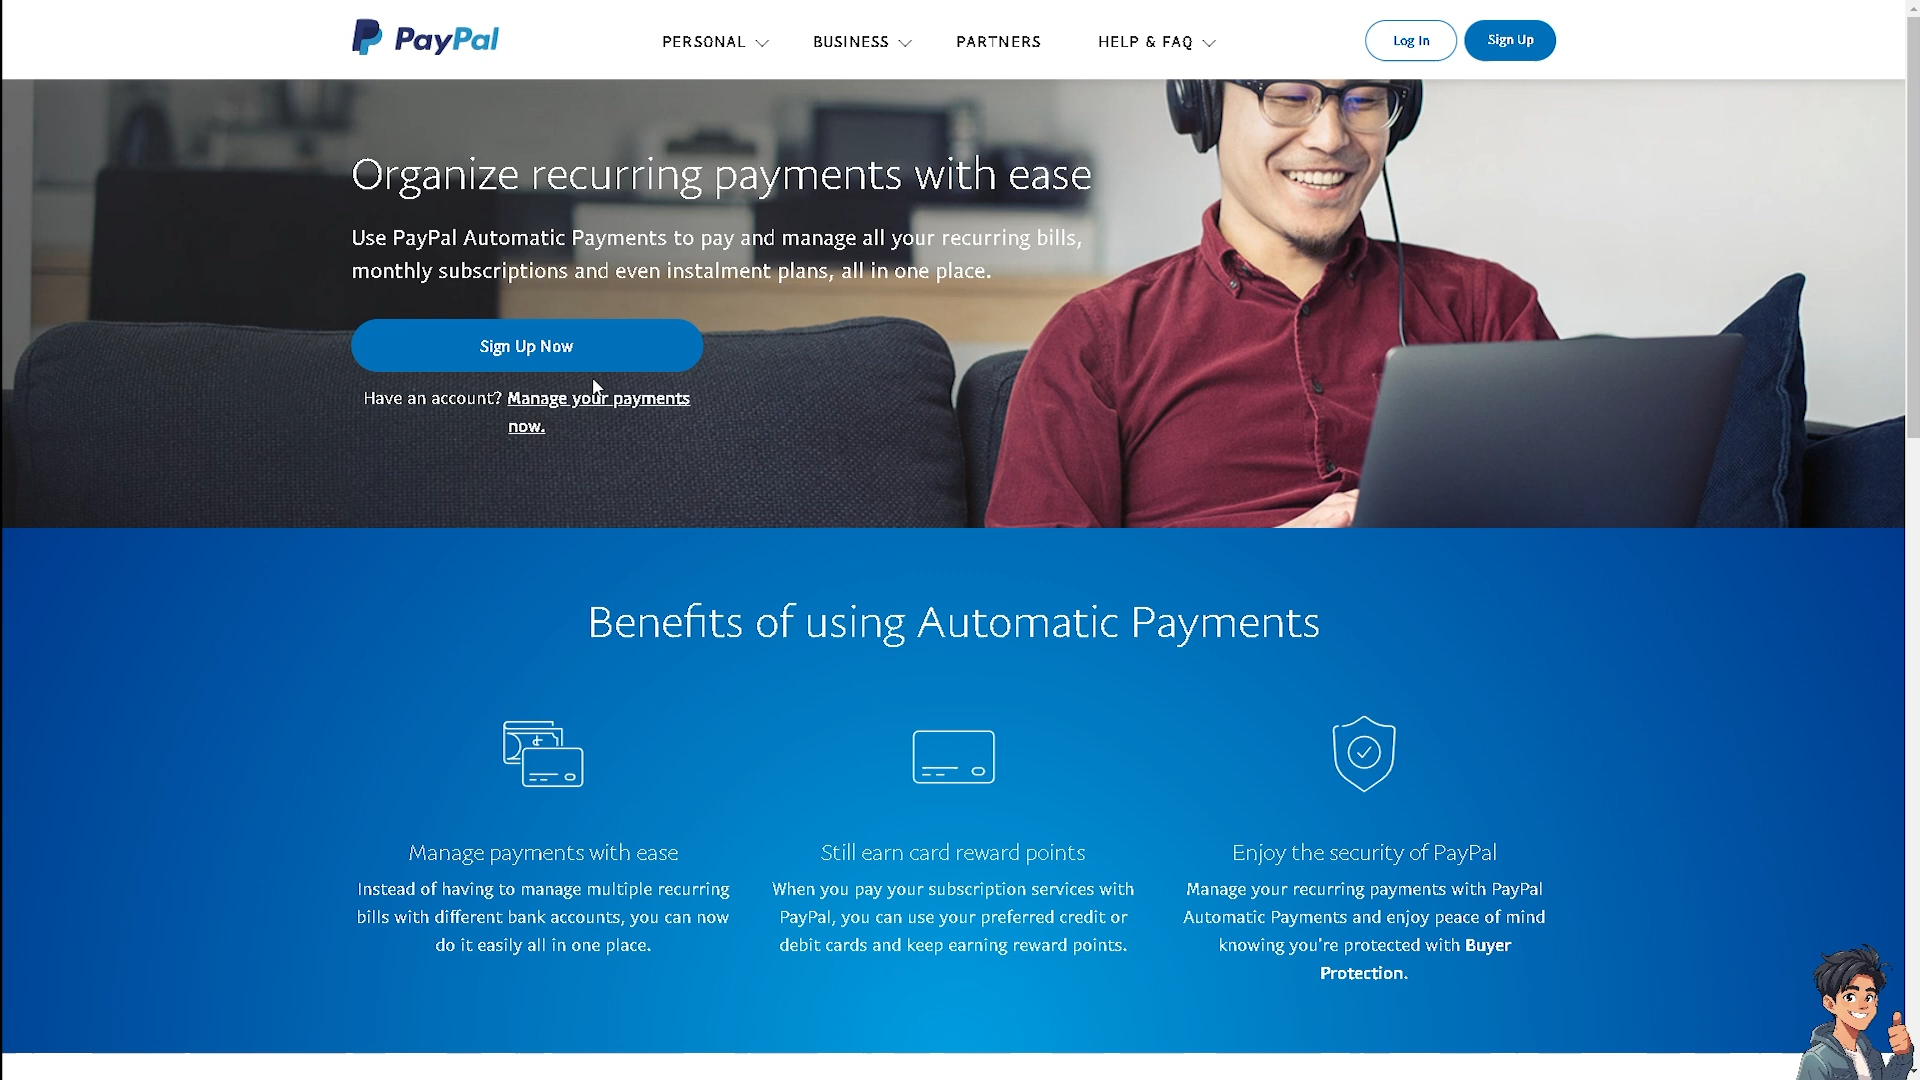 PayPal
PERSONAL
BUSINESS
PARTNERS
HELP & FAQ
Log In
Sign Up
Organize recurring payments with ease
Use PayPal Automatic Payments to pay and manage all your recurring bills,
monthly subscriptions and even instalment plans, all in one place.
Sign Up Now
Have an account? Manage your payments
now.
Benefits of using Automatic Payments
Manage payments with ease
Instead of having to manage multiple recurring
bills with different bank accounts, you can now
do it easily all in one place.
Still earn card reward points
When you pay your subscription services with
PayPal, you can use your preferred credit or
debit cards and keep earning reward points.
Enjoy the security of PayPal
Manage your recurring payments with PayPal
Automatic Payments and enjoy peace of mind
knowing you're protected with Buyer
Protection.